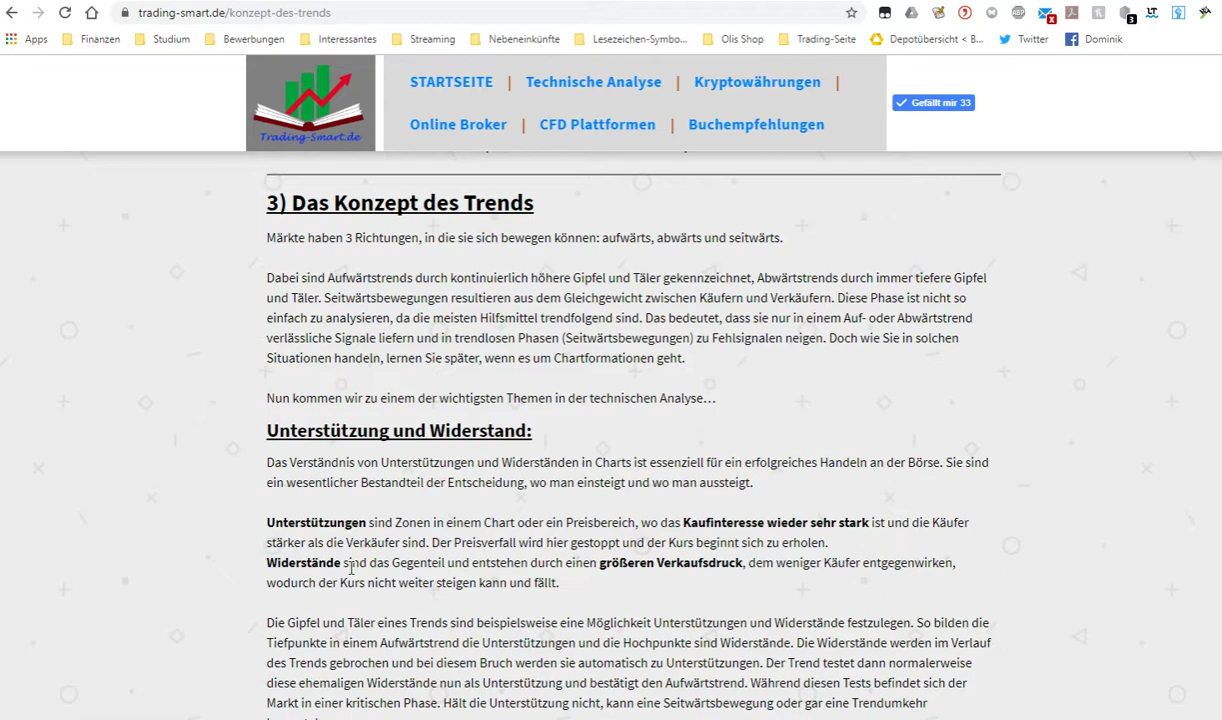 trading-smart.de/konzept-des-trends
Apps Finanzen Studium Bewerbungen Interessantes Streaming Nebeneinkünfte Lesezeichen-Symbo... Olis Shop Trading-Seite Depotübersicht < B... Twitter Dominik
STARTSEITE | Technische Analyse | Kryptowährungen |
Trading-Smart.de
Gefällt mir 33
Online Broker | CFD Plattformen | Buchempfehlungen
3) Das Konzept des Trends
Märkte haben 3 Richtungen, in die sie sich bewegen können: aufwärts, abwärts und seitwärts.
Dabei sind Aufwärtstrends durch kontinuierlich höhere Gipfel und Täler gekennzeichnet, Abwärtstrends durch immer tiefere Gipfel
und Täler. Seitwärtsbewegungen resultieren aus dem Gleichgewicht zwischen Käufern und Verkäufern. Diese Phase ist nicht so
einfach zu analysieren, da die meisten Hilfsmittel trendfolgend sind. Das bedeutet, dass sie nur in einem Auf- oder Abwärtstrend
verlässliche Signale liefern und in trendlosen Phasen (Seitwärtsbewegungen) zu Fehlsignalen neigen. Doch wie Sie in solchen
Situationen handeln, lernen Sie später, wenn es um Chartformationen geht.
Nun kommen wir zu einem der wichtigsten Themen in der technischen Analyse...
Unterstützung und Widerstand:
Das Verständnis von Unterstützungen und Widerständen in Charts ist essenziell für ein erfolgreiches Handeln an der Börse. Sie sind
ein wesentlicher Bestandteil der Entscheidung, wo man einsteigt und wo man aussteigt.
Unterstützungen sind Zonen in einem Chart oder ein Preisbereich, wo das Kaufinteresse wieder sehr stark ist und die Käufer
stärker als die Verkäufer sind. Der Preisverfall wird hier gestoppt und der Kurs beginnt sich zu erholen.
Widerstände sind das Gegenteil und entstehen durch einen größeren Verkaufsdruck, dem weniger Käufer entgegenwirken,
wodurch der Kurs nicht weiter steigen kann und fällt.
Die Gipfel und Täler eines Trends sind beispielsweise eine Möglichkeit Unterstützungen und Widerstände festzulegen. So bilden die
Tiefpunkte in einem Aufwärtstrend die Unterstützungen und die Hochpunkte sind Widerstände. Die Widerstände werden im Verlauf
des Trends gebrochen und bei diesem Bruch werden sie automatisch zu Unterstützungen. Der Trend testet dann normalerweise
diese ehemaligen Widerstände nun als Unterstützung und bestätigt den Aufwärtstrend. Während diesen Tests befindet sich der
Markt in einer kritischen Phase. Hält die Unterstützung nicht, kann eine Seitwärtsbewegung oder gar eine Trendumkehr